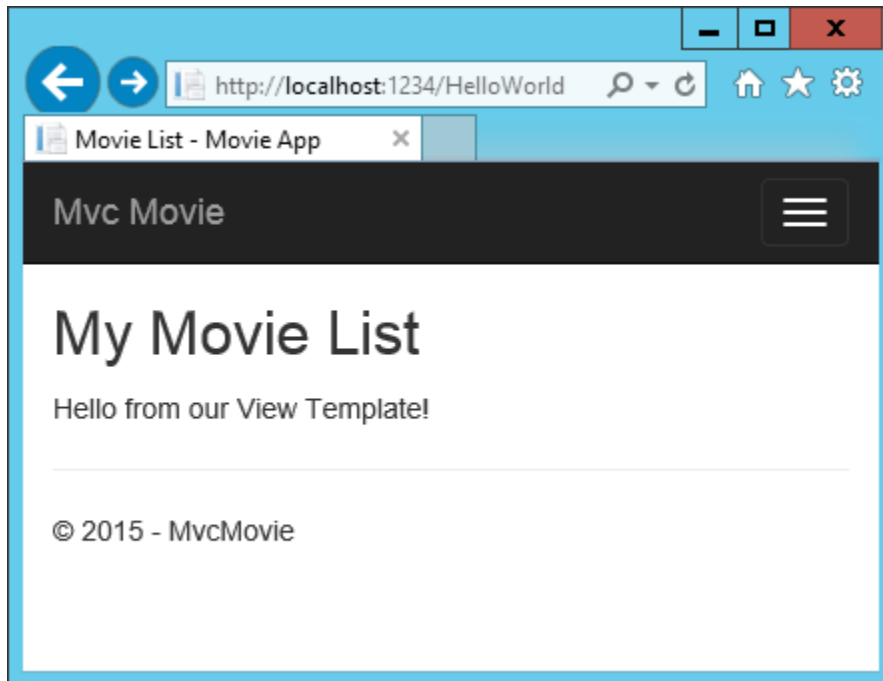 http://localhost:1234/HelloWorld
Movie List - Movie App
Mvc Movie
My Movie List
Hello from our View Template!
© 2015 - MvcMovie